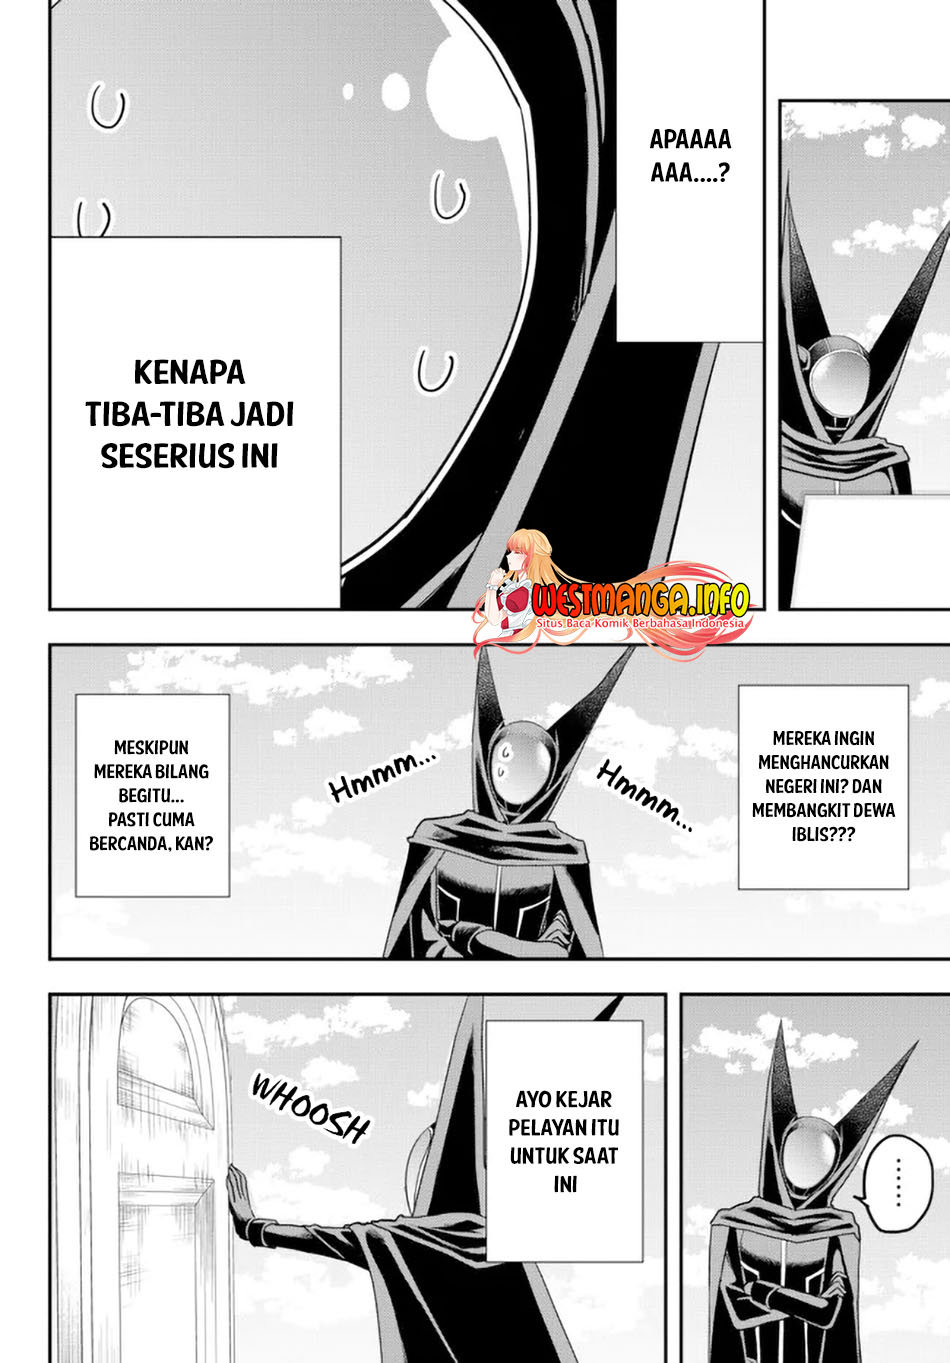 APAAAA
AAA....?
KENAPA
TIBA-TIBA JADI
SESERIUS INI
WESTMANGA.INFO
Situs Baca Komik Berbahasa Indonesia
MEREKA INGIN
MENGHANCURKAN
NEGERI INI? DAN
MEMBANGKIT DEWA
IBLIS???
Hmmm...
Hmmm...
MESKIPUN
MEREKA BILANG
BEGITU...
PASTI CUMA
BERCANDA, KAN?
........
AYO KEJAR
PELAYAN ITU
UNTUK SAAT
INI
WHOOSH